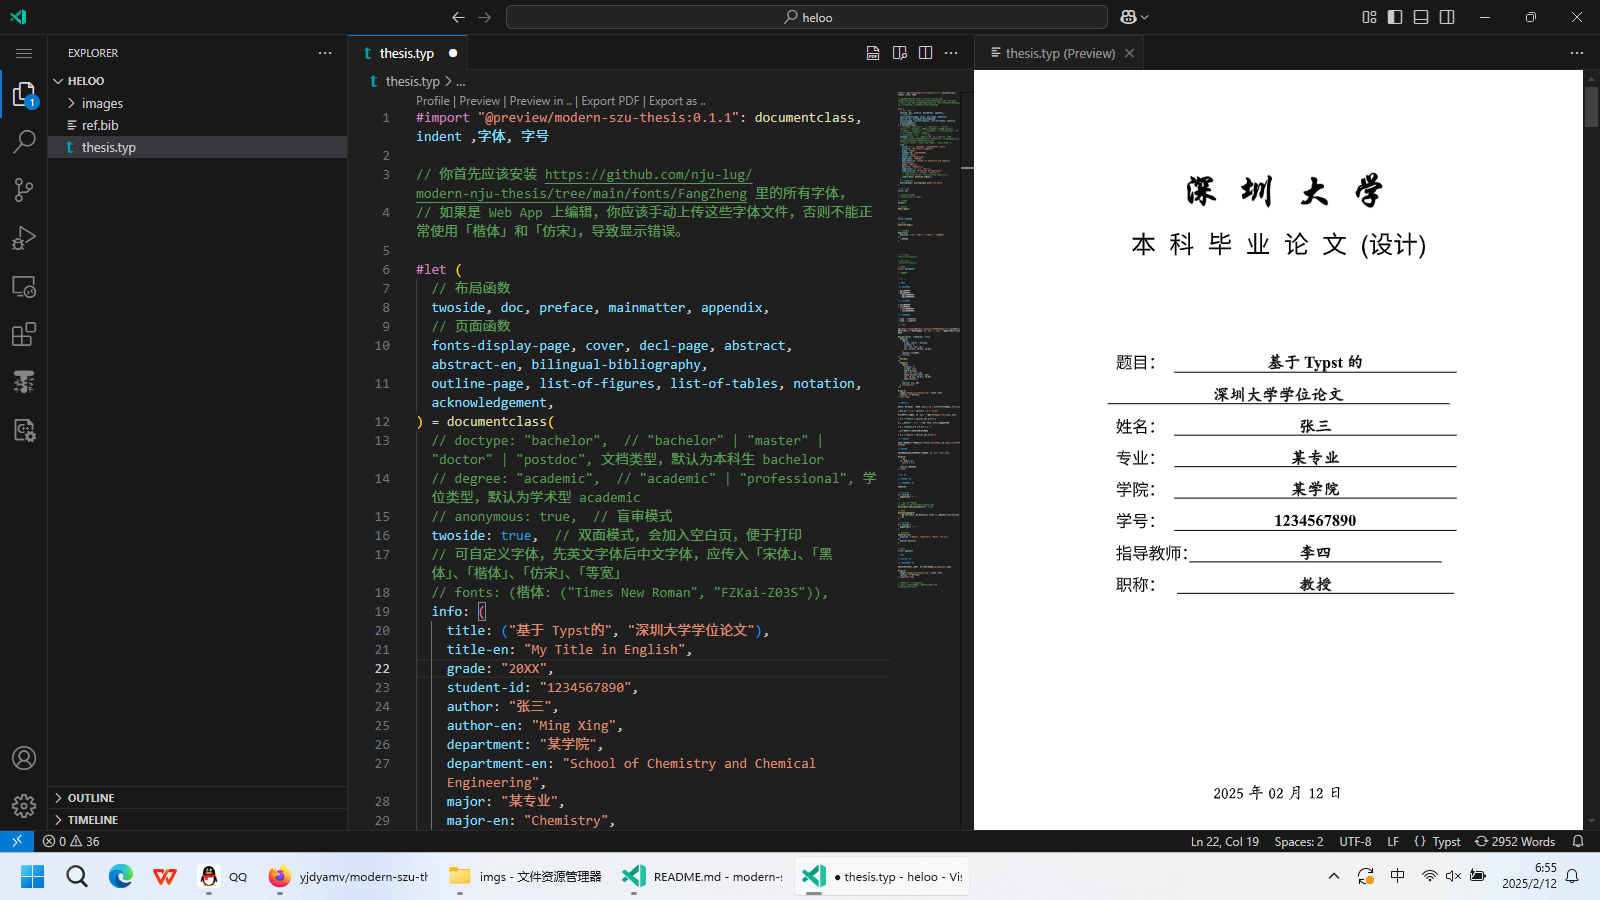 heloo
EXPLORER
HELOO
images
ref.bib
thesis.typ
1
OUTLINE
TIMELINE
thesis.typ
thesis.typ > ...
Profile | Preview | Preview in .. | Export PDF | Export as ..
1 #import "@preview/modern-szu-thesis:0.1.1": documentclass,
indent ,字体, 字号
2
3 // 你首先应该安装 https://github.com/nju-lug/
modern-nju-thesis/tree/main/fonts/FangZheng 里的所有字体，
4 // 如果是 Web App 上编辑，你应该手动上传这些字体文件，否则不能正
常使用「楷体」和「仿宋」，导致显示错误。
5
6 #let (
7 // 布局函数
8 twoside, doc, preface, mainmatter, appendix,
9 // 页面函数
10 fonts-display-page, cover, decl-page, abstract,
abstract-en, bilingual-bibliography,
11 outline-page, list-of-figures, list-of-tables, notation,
acknowledgement,
12 ) = documentclass(
13 // doctype: "bachelor",  // "bachelor" | "master" |
"doctor" | "postdoc", 文档类型，默认为本科生 bachelor
14 // degree: "academic",  // "academic" | "professional", 学
位类型，默认为学术型 academic
15 // anonymous: true,  // 盲审模式
16 twoside: true,  // 双面模式，会加入空白页，便于打印
17 // 可自定义字体，先英文字体后中文字体，应传入「宋体」、「黑
体」、「楷体」、「仿宋」、「等宽」
18 // fonts: (楷体: ("Times New Roman", "FZKai-Z03S")),
19 info: (
20 title: ("基于 Typst的", "深圳大学学位论文"),
21 title-en: "My Title in English",
22 grade: "20XX",
23 student-id: "1234567890",
24 author: "张三",
25 author-en: "Ming Xing",
26 department: "某学院",
27 department-en: "School of Chemistry and Chemical
Engineering",
28 major: "某专业",
29 major-en: "Chemistry",
thesis.typ (Preview)
深 圳 大 学
本 科 毕 业 论 文 (设计)
题目： 基于 Typst 的
深圳大学学位论文
姓名： 张三
专业： 某专业
学院： 某学院
学号： 1234567890
指导教师： 李四
职称： 教授
2025 年 02 月 12 日
0 36
Ln 22, Col 19 Spaces: 2 UTF-8 LF {} Typst 2952 Words
QQ
yjdyamv/modern-szu-th
imgs - 文件资源管理器
README.md - modern-s
● thesis.typ - heloo - Vis
中
6:55
2025/2/12